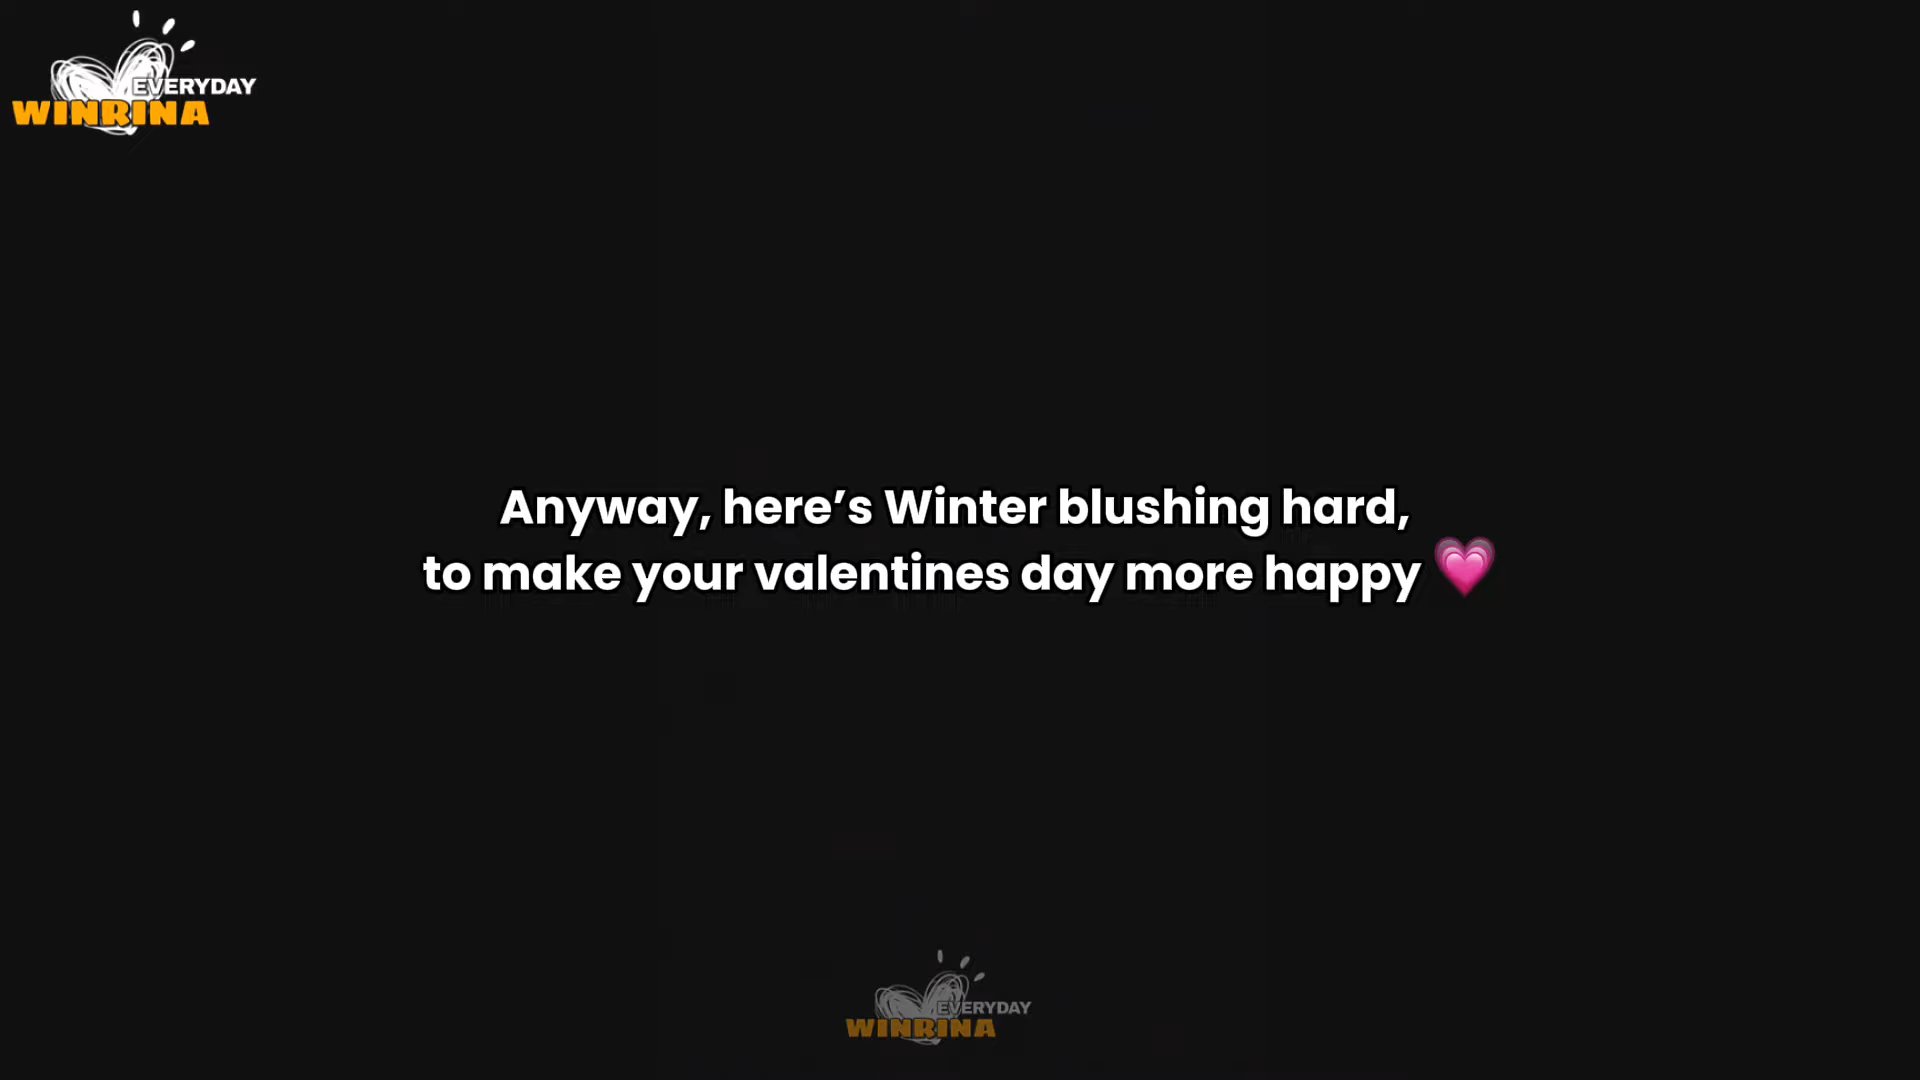 EVERYDAY
WINRINA
Anyway, here’s Winter blushing hard,
to make your valentines day more happy 💗
EVERYDAY
WINRINA